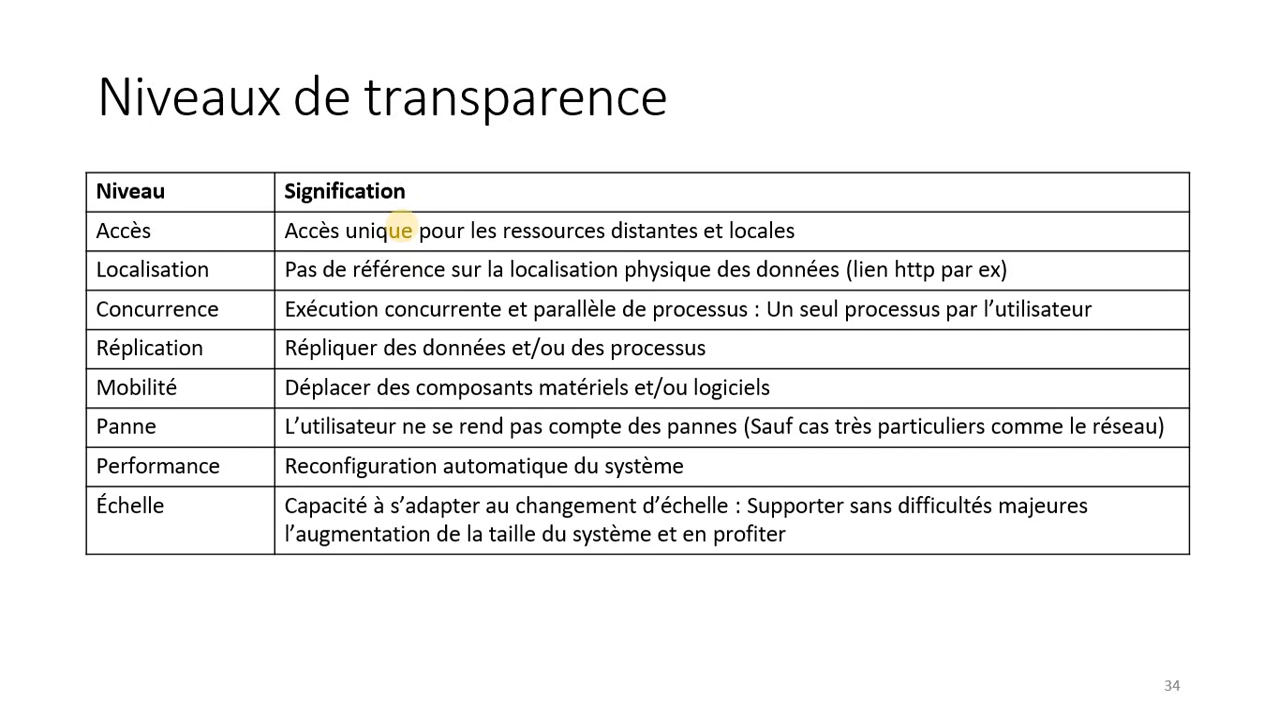 Niveaux de transparence
Niveau Signification
Accès Accès unique pour les ressources distantes et locales
Localisation Pas de référence sur la localisation physique des données (lien http par ex)
Concurrence Exécution concurrente et parallèle de processus : Un seul processus par l’utilisateur
Réplication Répliquer des données et/ou des processus
Mobilité Déplacer des composants matériels et/ou logiciels
Panne L’utilisateur ne se rend pas compte des pannes (Sauf cas très particuliers comme le réseau)
Performance Reconfiguration automatique du système
Échelle Capacité à s’adapter au changement d’échelle : Supporter sans difficultés majeures
l’augmentation de la taille du système et en profiter
34